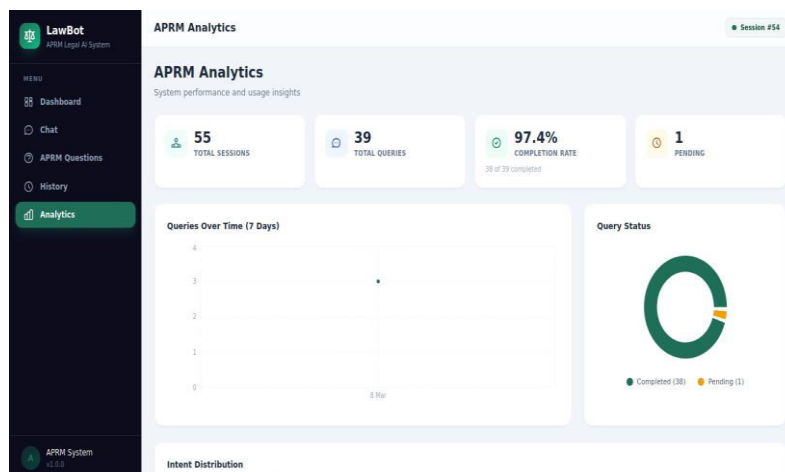 LawBot
APRM Legal AI System
MENU
Dashboard
Chat
APRM Questions
History
Analytics
A
APRM System
v1.0.0
APRM Analytics
Session #54
APRM Analytics
System performance and usage insights
55
TOTAL SESSIONS
39
TOTAL QUERIES
97.4%
COMPLETION RATE
38 of 39 completed
1
PENDING
Queries Over Time (7 Days)
4
3
2
1
0
8 Mar
Query Status
Completed (38)
Pending (1)
Intent Distribution